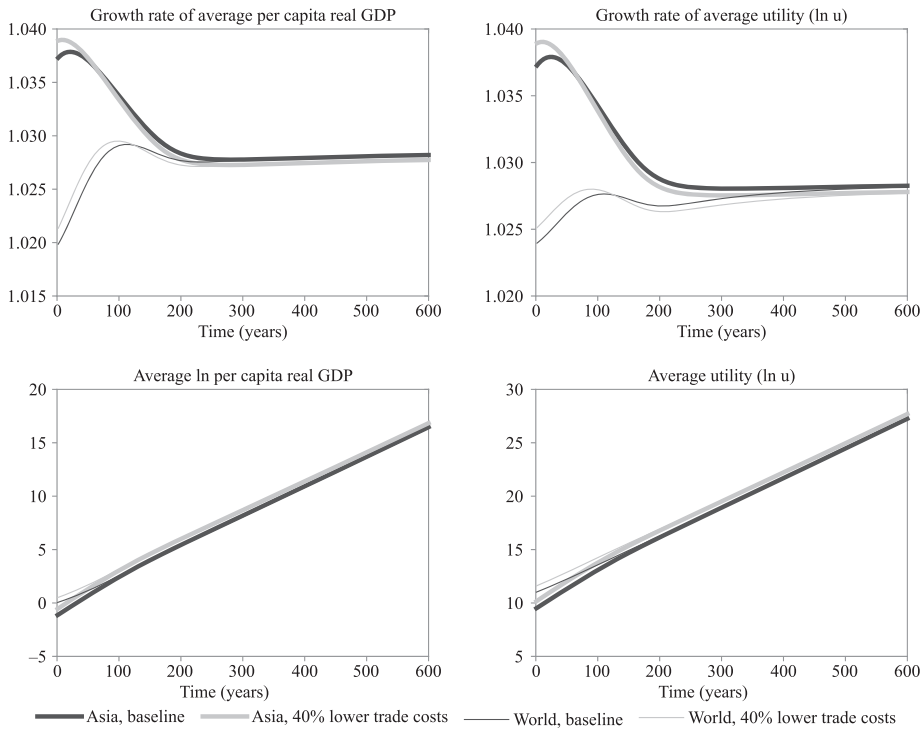 Growth rate of average per capita real GDP
1.040
1.035
1.030
1.025
1.020
1.015
0 100 200 300 400 500 600
Time (years)
Growth rate of average utility (ln u)
1.040
1.035
1.030
1.025
1.020
0 100 200 300 400 500 600
Time (years)
Average ln per capita real GDP
20
15
10
5
0
–5
0 100 200 300 400 500 600
Time (years)
Average utility (ln u)
30
25
20
15
10
5
0 100 200 300 400 500 600
Time (years)
Asia, baseline Asia, 40% lower trade costs World, baseline World, 40% lower trade costs